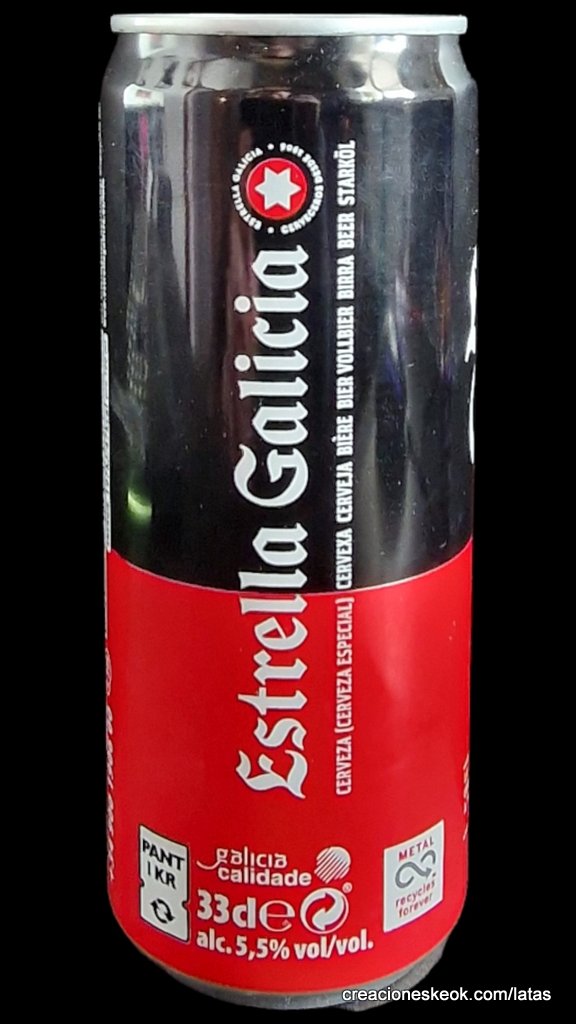 ESTRELLA GALICIA
Estrella Galicia
CERVEZA (CERVEZA ESPECIAL) CERVEXA CERVEJA BIÈRE BIER VOLLBIER BIRRA BEER STARKÖL
PANT
1 KR
galicia
calidade
33cl e
alc. 5,5% vol/vol.
METAL
recycles
forever
creacioneskeok.com/latas